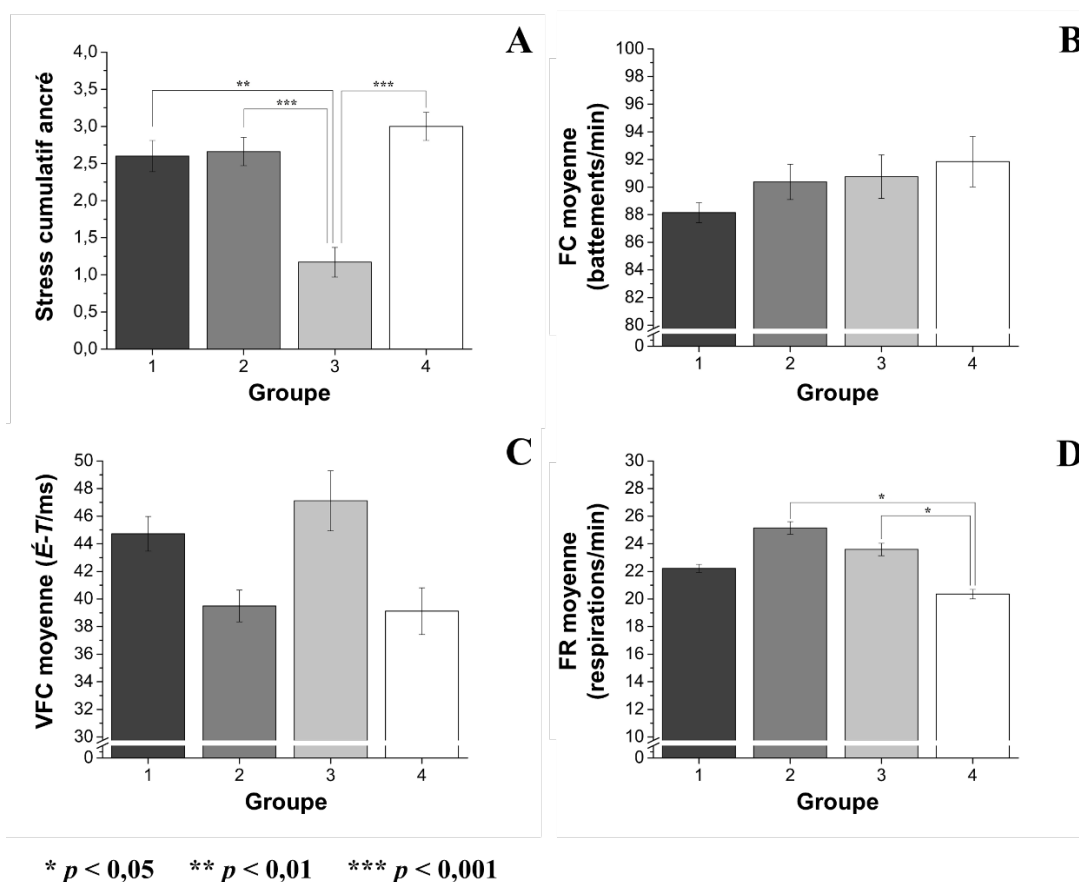 A
Stress cumulatif ancré
4,0
3,5
3,0
2,5
2,0
1,5
1,0
0,5
0,0
**
***
***
1 2 3 4
Groupe
B
FC moyenne
(battements/min)
100
98
96
94
92
90
88
86
84
82
80
0
1 2 3 4
Groupe
C
VFC moyenne (É-T/ms)
50
48
46
44
42
40
38
36
34
32
30
0
1 2 3 4
Groupe
D
FR moyenne
(respirations/min)
30
28
26
24
22
20
18
16
14
12
10
0
*
*
1 2 3 4
Groupe
* p < 0,05 ** p < 0,01 *** p < 0,001